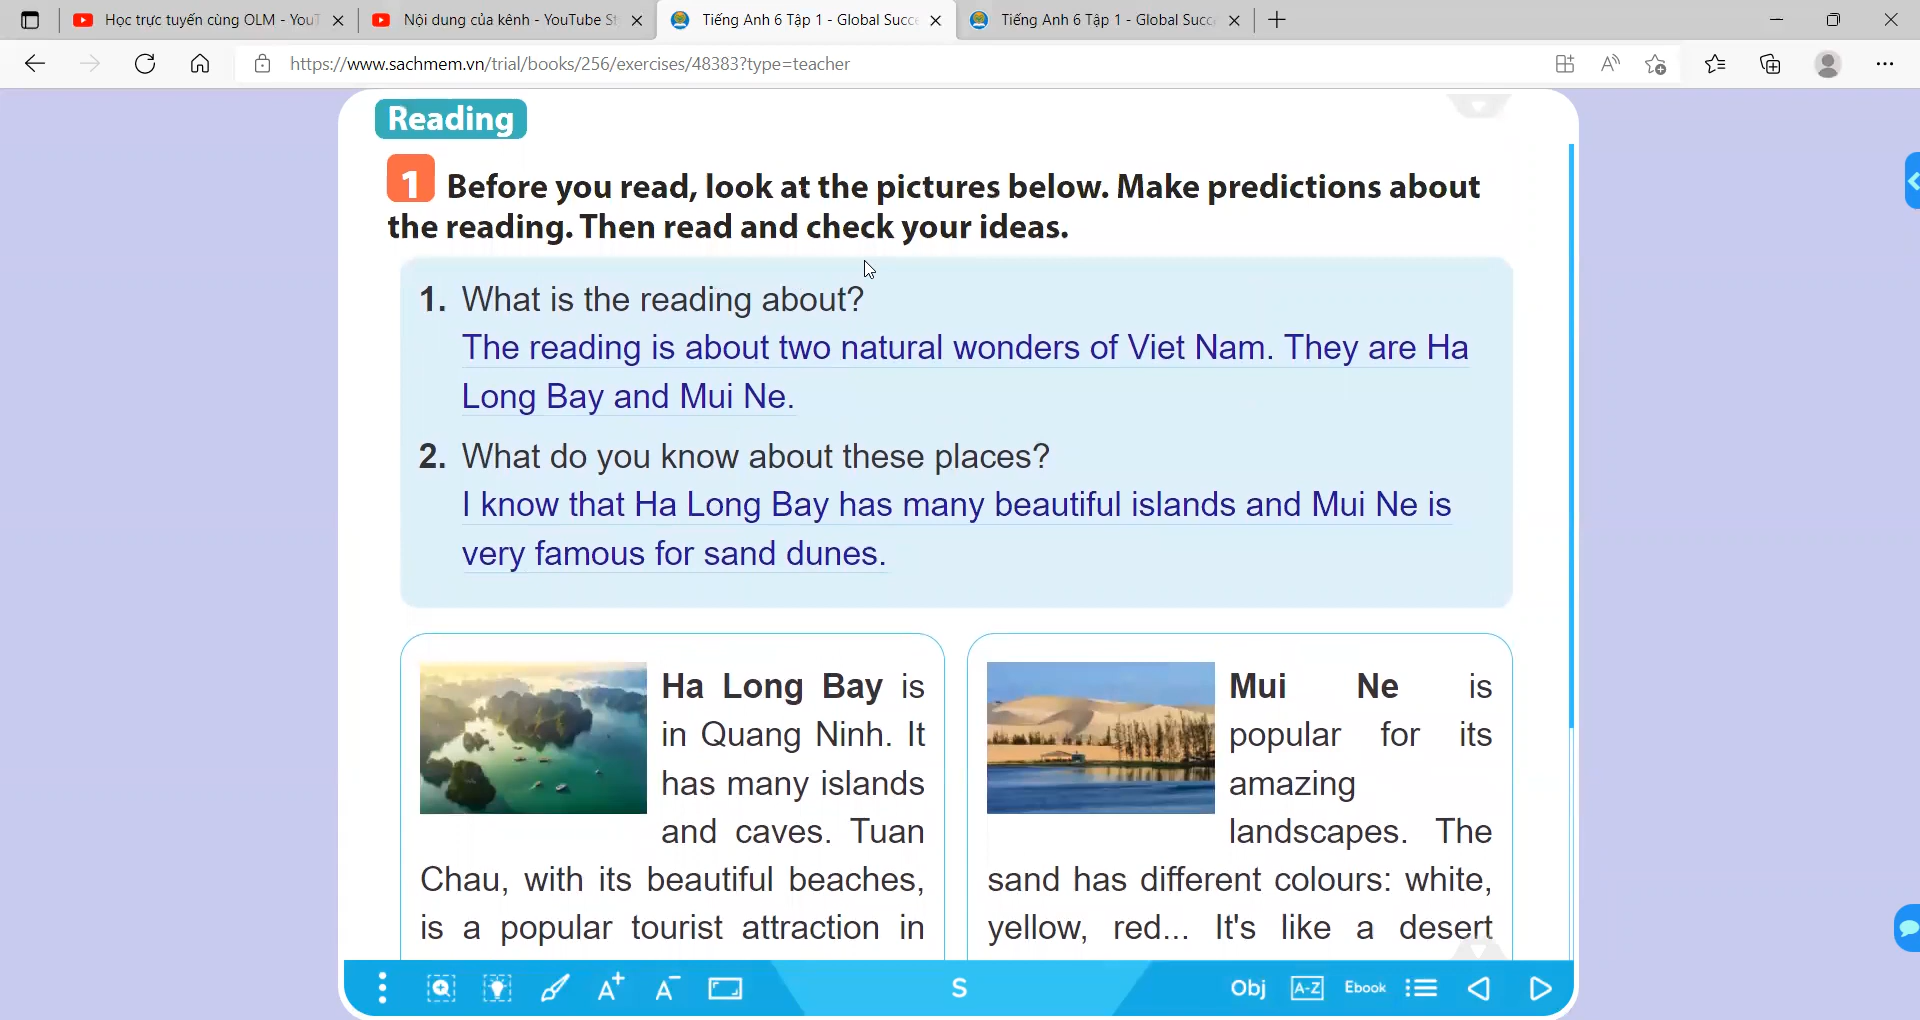 Học trực tuyến cùng OLM - YouT
Nội dung của kênh - YouTube St
Tiếng Anh 6 Tập 1 - Global Succe
Tiếng Anh 6 Tập 1 - Global Succ
https://www.sachmem.vn/trial/books/256/exercises/48383?type=teacher
Reading
1 Before you read, look at the pictures below. Make predictions about
the reading. Then read and check your ideas.
1. What is the reading about?
The reading is about two natural wonders of Viet Nam. They are Ha
Long Bay and Mui Ne.
2. What do you know about these places?
I know that Ha Long Bay has many beautiful islands and Mui Ne is
very famous for sand dunes.
Ha Long Bay is
in Quang Ninh. It
has many islands
and caves. Tuan
Chau, with its beautiful beaches,
is a popular tourist attraction in
Mui Ne is
popular for its
amazing
landscapes. The
sand has different colours: white,
yellow, red... It's like a desert
A+ A− S Obj A-Z Ebook